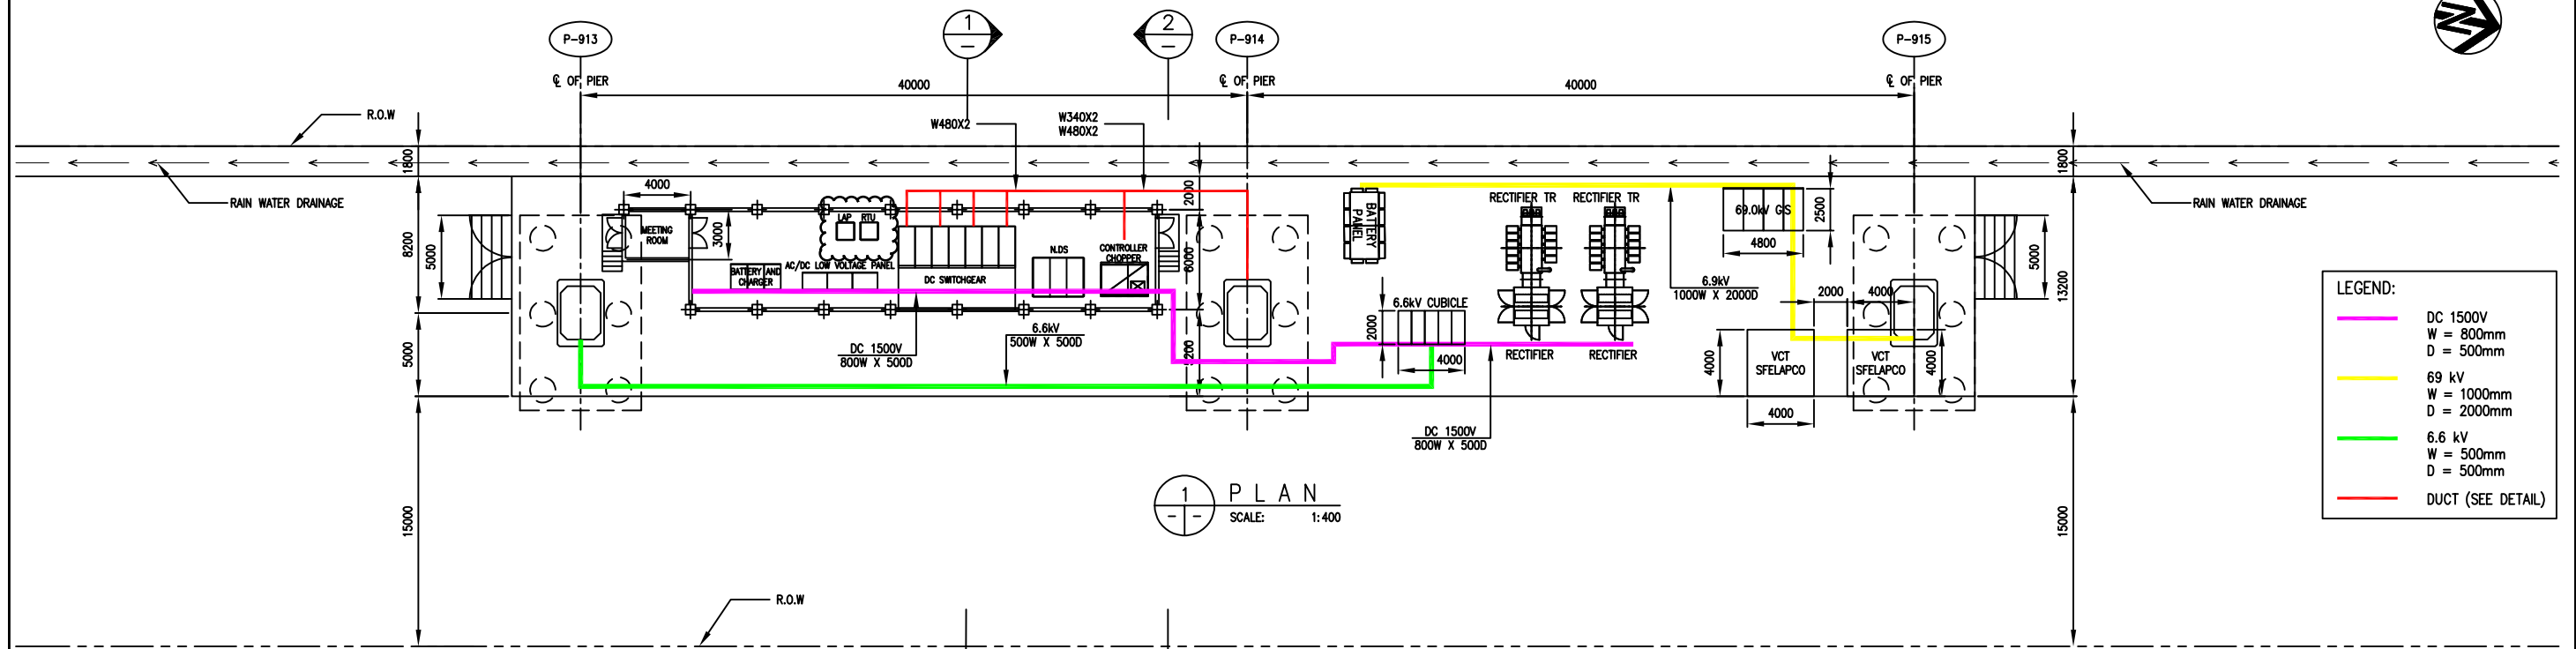 P-913
1
–
2
–
P-914
P-915
N
℄ OF PIER
℄ OF PIER
℄ OF PIER
40000
40000
R.O.W
W480X2
W340X2
W480X2
1800
1800
RAIN WATER DRAINAGE
RAIN WATER DRAINAGE
4000
2000
8200
5000
MEETING
ROOM
3000
LAP RTU
BATTERY AND
CHARGER
AC/DC LOW VOLTAGE PANEL
DC SWITCHGEAR
N.DS
CONTROLLER
CHOPPER
6000
BATTERY
PANEL
RECTIFIER TR
RECTIFIER TR
69.0kV GIS
2500
4800
5000
13200
6.9kV
1000W X 2000D
2000
4000
6.6kV CUBICLE
2000
4000
RECTIFIER
RECTIFIER
DC 1500V
800W X 500D
6.6kV
500W X 500D
5000
5200
4000
VCT
SFELAPCO
VCT
SFELAPCO
4000
4000
DC 1500V
800W X 500D
15000
15000
1
- -
PLAN
SCALE: 1:400
R.O.W
LEGEND:
DC 1500V
W = 800mm
D = 500mm
69 kV
W = 1000mm
D = 2000mm
6.6 kV
W = 500mm
D = 500mm
DUCT (SEE DETAIL)